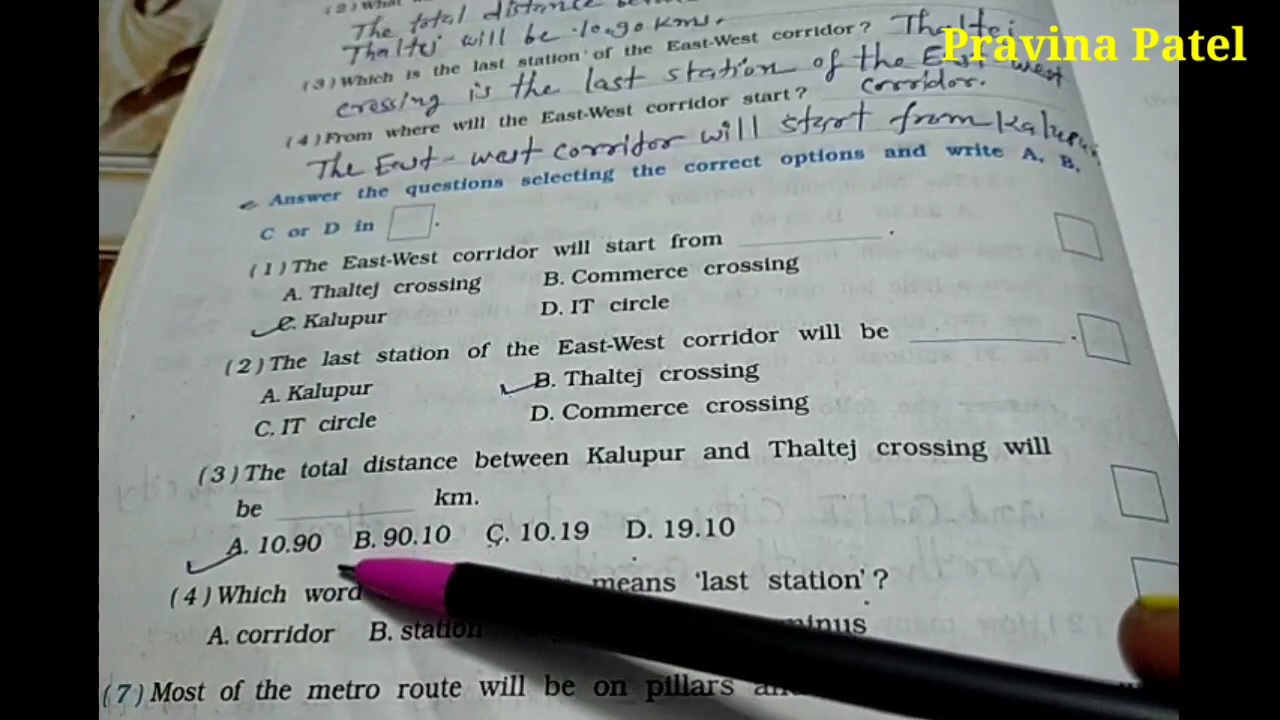 (2) What
The total distance
Thaltej will be 10.90 kms.
Pravina Patel
(3) Which is the last station of the East-West corridor? Thaltej
crossing is the last station of the East west
corridor.
(4) From where will the East-West corridor start?
The East-west corridor will start from Kalupur.
Answer the questions selecting the correct options and write A, B,
C or D in
(1) The East-West corridor will start from ________ .
A. Thaltej crossing B. Commerce crossing
C. Kalupur D. IT circle
(2) The last station of the East-West corridor will be ________ .
A. Kalupur B. Thaltej crossing
C. IT circle D. Commerce crossing
(3) The total distance between Kalupur and Thaltej crossing will
be ________ km.
A. 10.90 B. 90.10 C. 10.19 D. 19.10
(4) Which word means 'last station'?
A. corridor B. station
(7) Most of the metro route will be on pillars